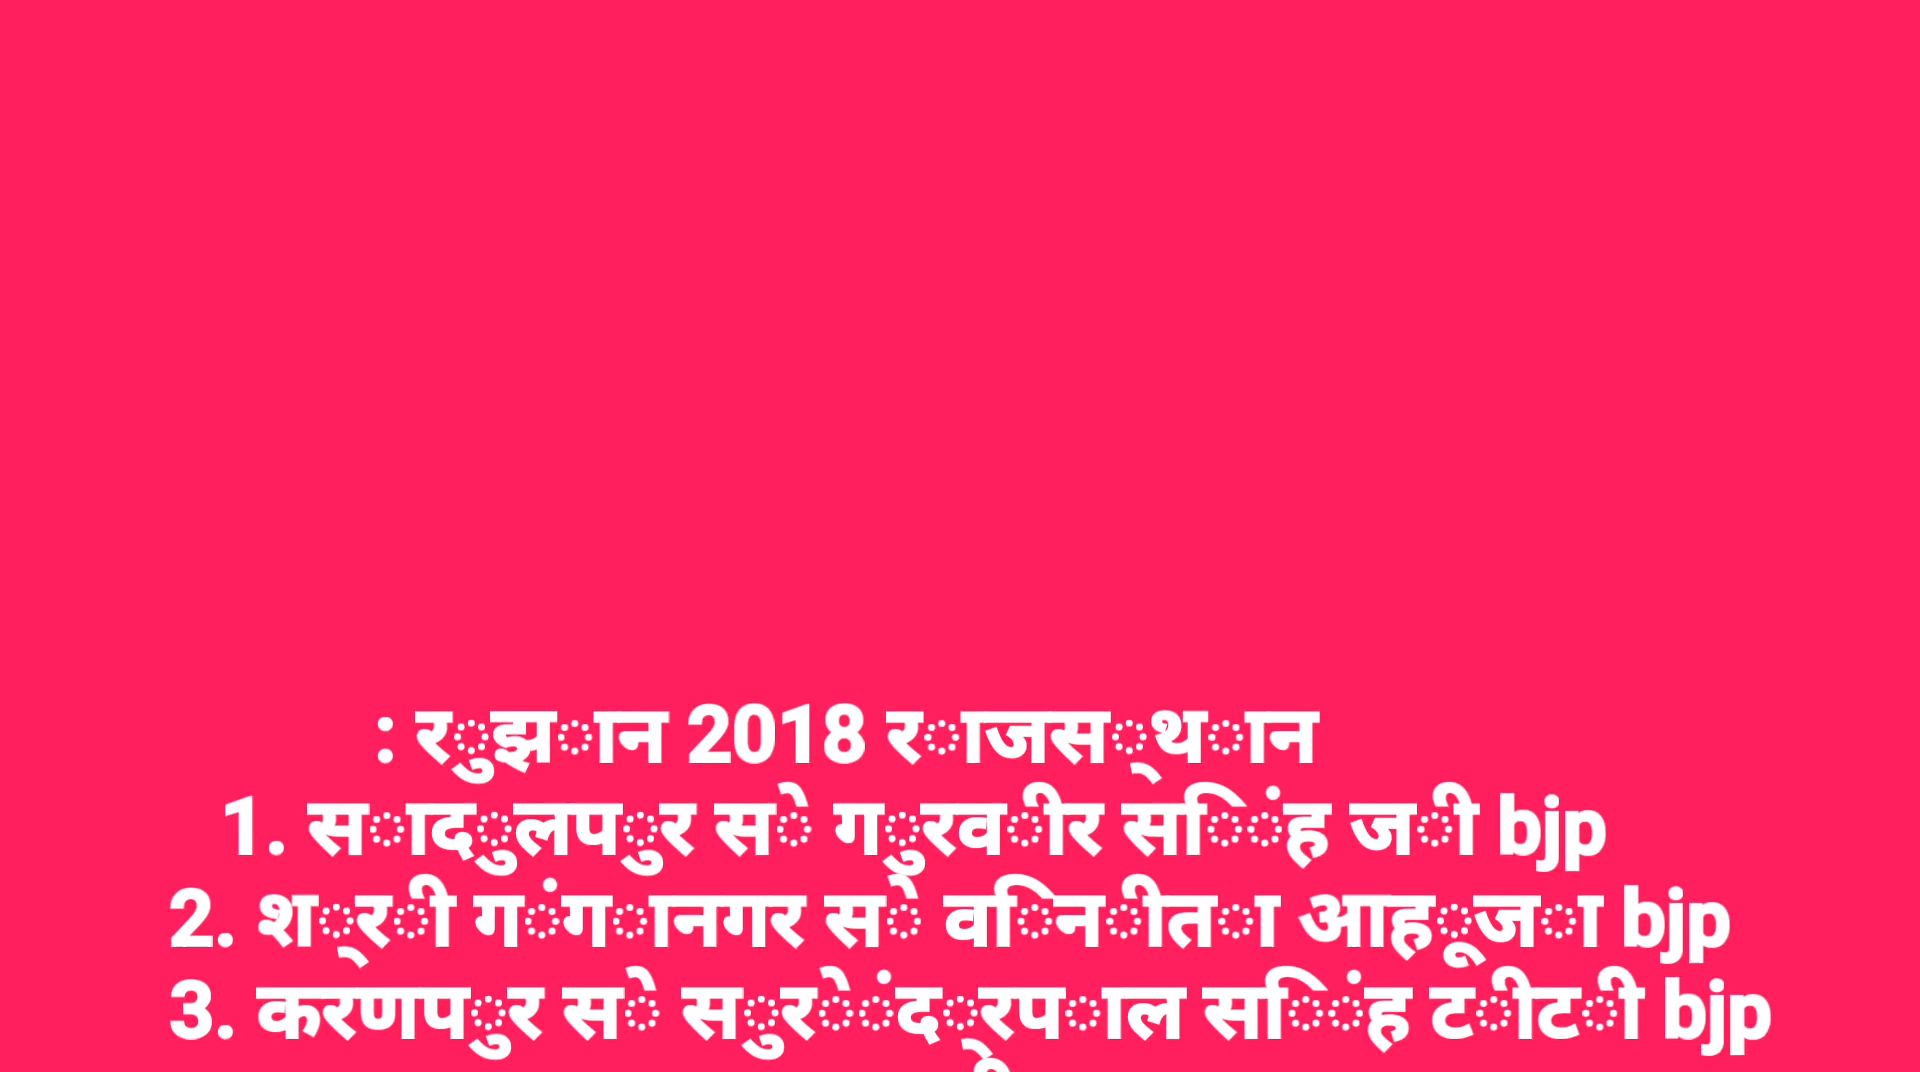 : रुझान 2018 राजस्थान
1. सादुलपुर से गुरवीर सिंह जी bjp
2. श्री गंगानगर से विनीता आहूजा bjp
3. करणपुर से सुरेंद्रपाल सिंह टीटी bjp